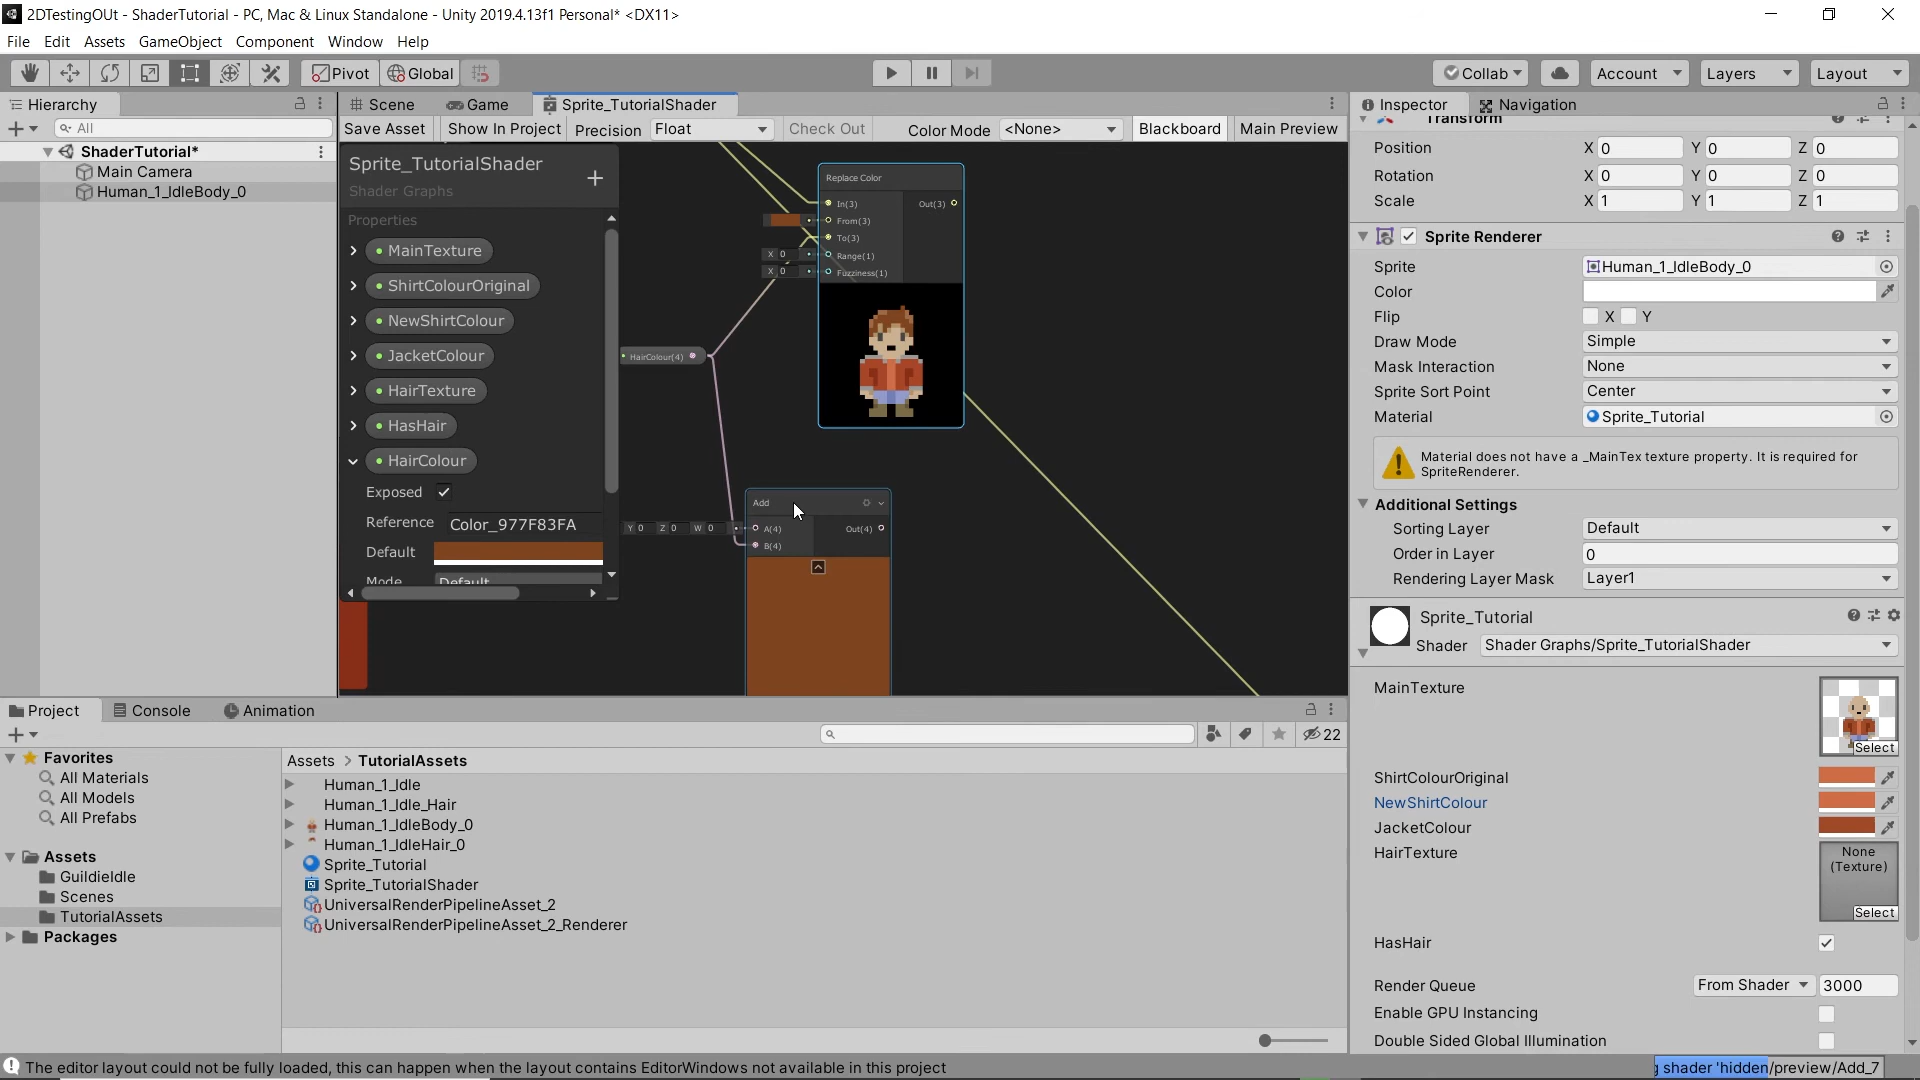 2DTestingOUt - ShaderTutorial - PC, Mac & Linux Standalone - Unity 2019.4.13f1 Personal* <DX11>
File Edit Assets GameObject Component Window Help
Pivot Global Collab Account Layers Layout
Hierarchy
All
ShaderTutorial*
Main Camera
Human_1_IdleBody_0
Scene Game Sprite_TutorialShader
Save Asset Show In Project Precision Float Check Out Color Mode <None> Blackboard Main Preview
Sprite_TutorialShader
Shader Graphs
Properties
MainTexture
ShirtColourOriginal
NewShirtColour
JacketColour
HairTexture
HasHair
HairColour
Exposed
Reference Color_977F83FA
Default
Mode Default
HairColour(4)
Replace Color
In(3) Out(3)
From(3)
To(3)
X 0 Range(1)
X 0 Fuzziness(1)
Add
Y 0 Z 0 W 0 A(4) Out(4)
B(4)
Inspector Navigation
Transform
Position X 0 Y 0 Z 0
Rotation X 0 Y 0 Z 0
Scale X 1 Y 1 Z 1
Sprite Renderer
Sprite Human_1_IdleBody_0
Color
Flip X Y
Draw Mode Simple
Mask Interaction None
Sprite Sort Point Center
Material Sprite_Tutorial
Material does not have a _MainTex texture property. It is required for
SpriteRenderer.
Additional Settings
Sorting Layer Default
Order in Layer 0
Rendering Layer Mask Layer1
Sprite_Tutorial
Shader Shader Graphs/Sprite_TutorialShader
MainTexture
Select
ShirtColourOriginal
NewShirtColour
JacketColour
HairTexture None
(Texture)
Select
HasHair
Render Queue From Shader 3000
Enable GPU Instancing
Double Sided Global Illumination
Project Console Animation
22
Favorites
All Materials
All Models
All Prefabs
Assets
GuildieIdle
Scenes
TutorialAssets
Packages
Assets > TutorialAssets
Human_1_Idle
Human_1_Idle_Hair
Human_1_IdleBody_0
Human_1_IdleHair_0
Sprite_Tutorial
Sprite_TutorialShader
UniversalRenderPipelineAsset_2
UniversalRenderPipelineAsset_2_Renderer
The editor layout could not be fully loaded, this can happen when the layout contains EditorWindows not available in this project
shader 'hidden/preview/Add_7